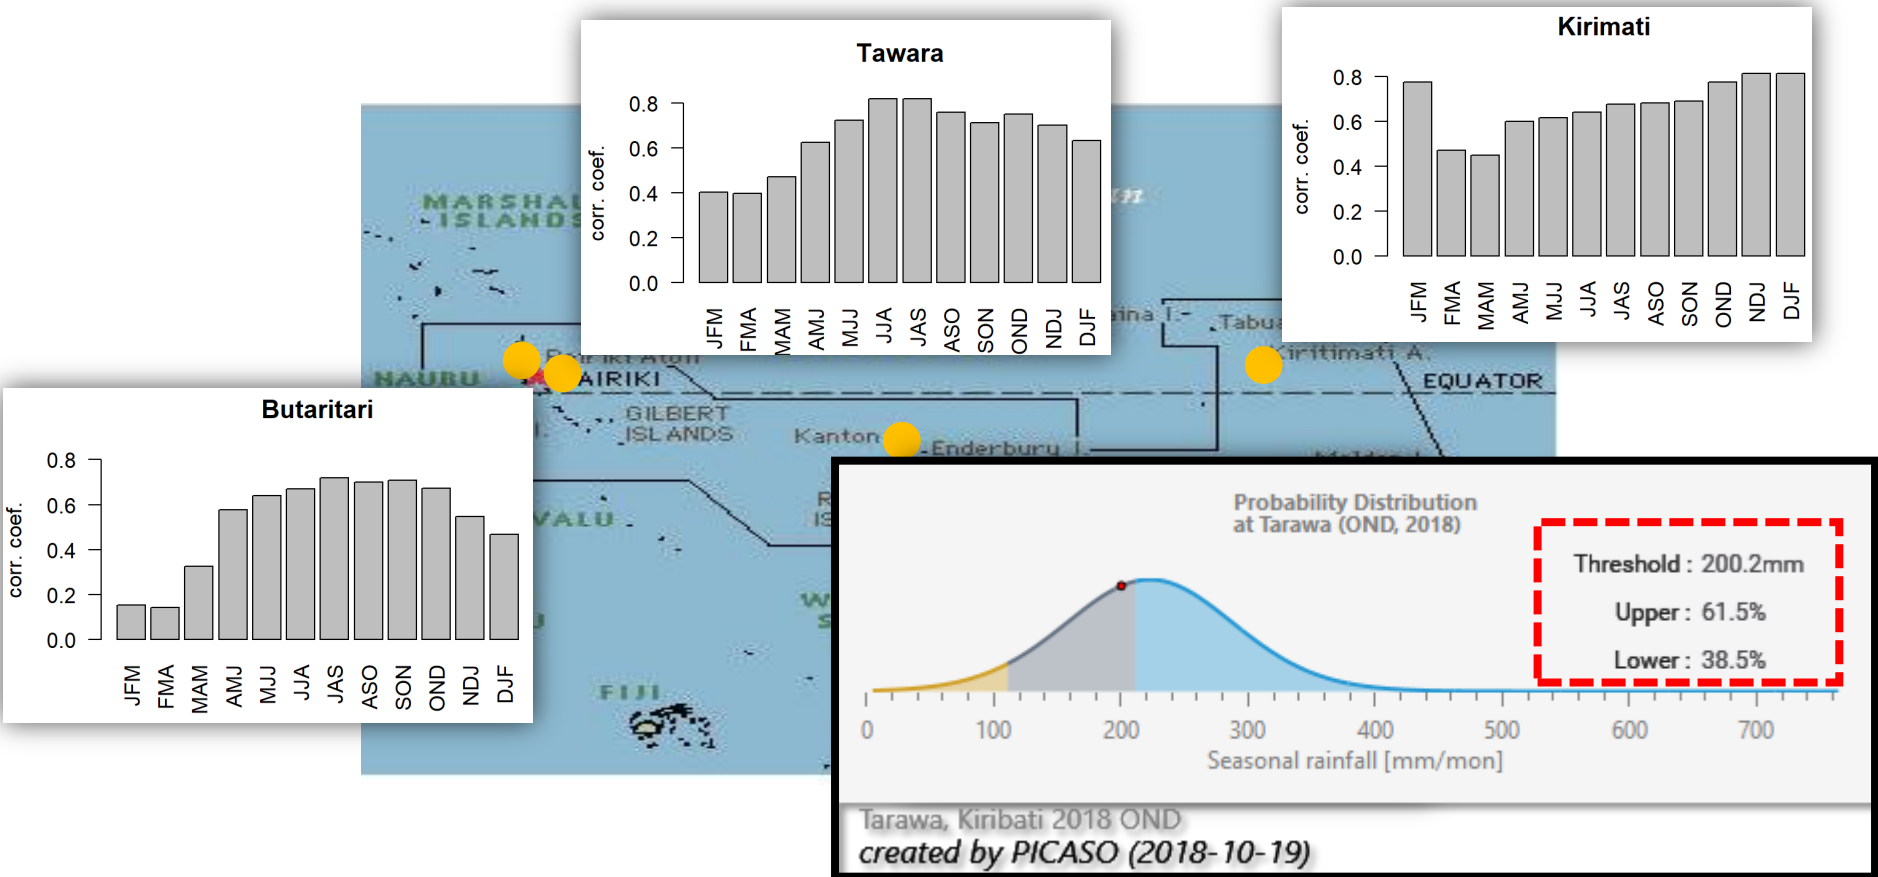 Tawara
corr. coef.
0.8
0.6
0.4
0.2
0.0
JFM
FMA
MAM
AMJ
MJJ
JJA
JAS
ASO
SON
OND
NDJ
DJF
Kirimati
corr. coef.
0.8
0.6
0.4
0.2
0.0
JFM
FMA
MAM
AMJ
MJJ
JJA
JAS
ASO
SON
OND
NDJ
DJF
MARSHAL
ISLANDS
NAURU
AIRIKI
GILBERT
ISLANDS
Kanton
Enderbury I.
Tabua
Kiritimati A.
EQUATOR
VALU
FIJI
Butaritari
corr. coef.
0.8
0.6
0.4
0.2
0.0
JFM
FMA
MAM
AMJ
MJJ
JJA
JAS
ASO
SON
OND
NDJ
DJF
Probability Distribution
at Tarawa (OND, 2018)
Threshold : 200.2mm
Upper : 61.5%
Lower : 38.5%
0 100 200 300 400 500 600 700
Seasonal rainfall [mm/mon]
Tarawa, Kiribati 2018 OND
created by PICASO (2018-10-19)